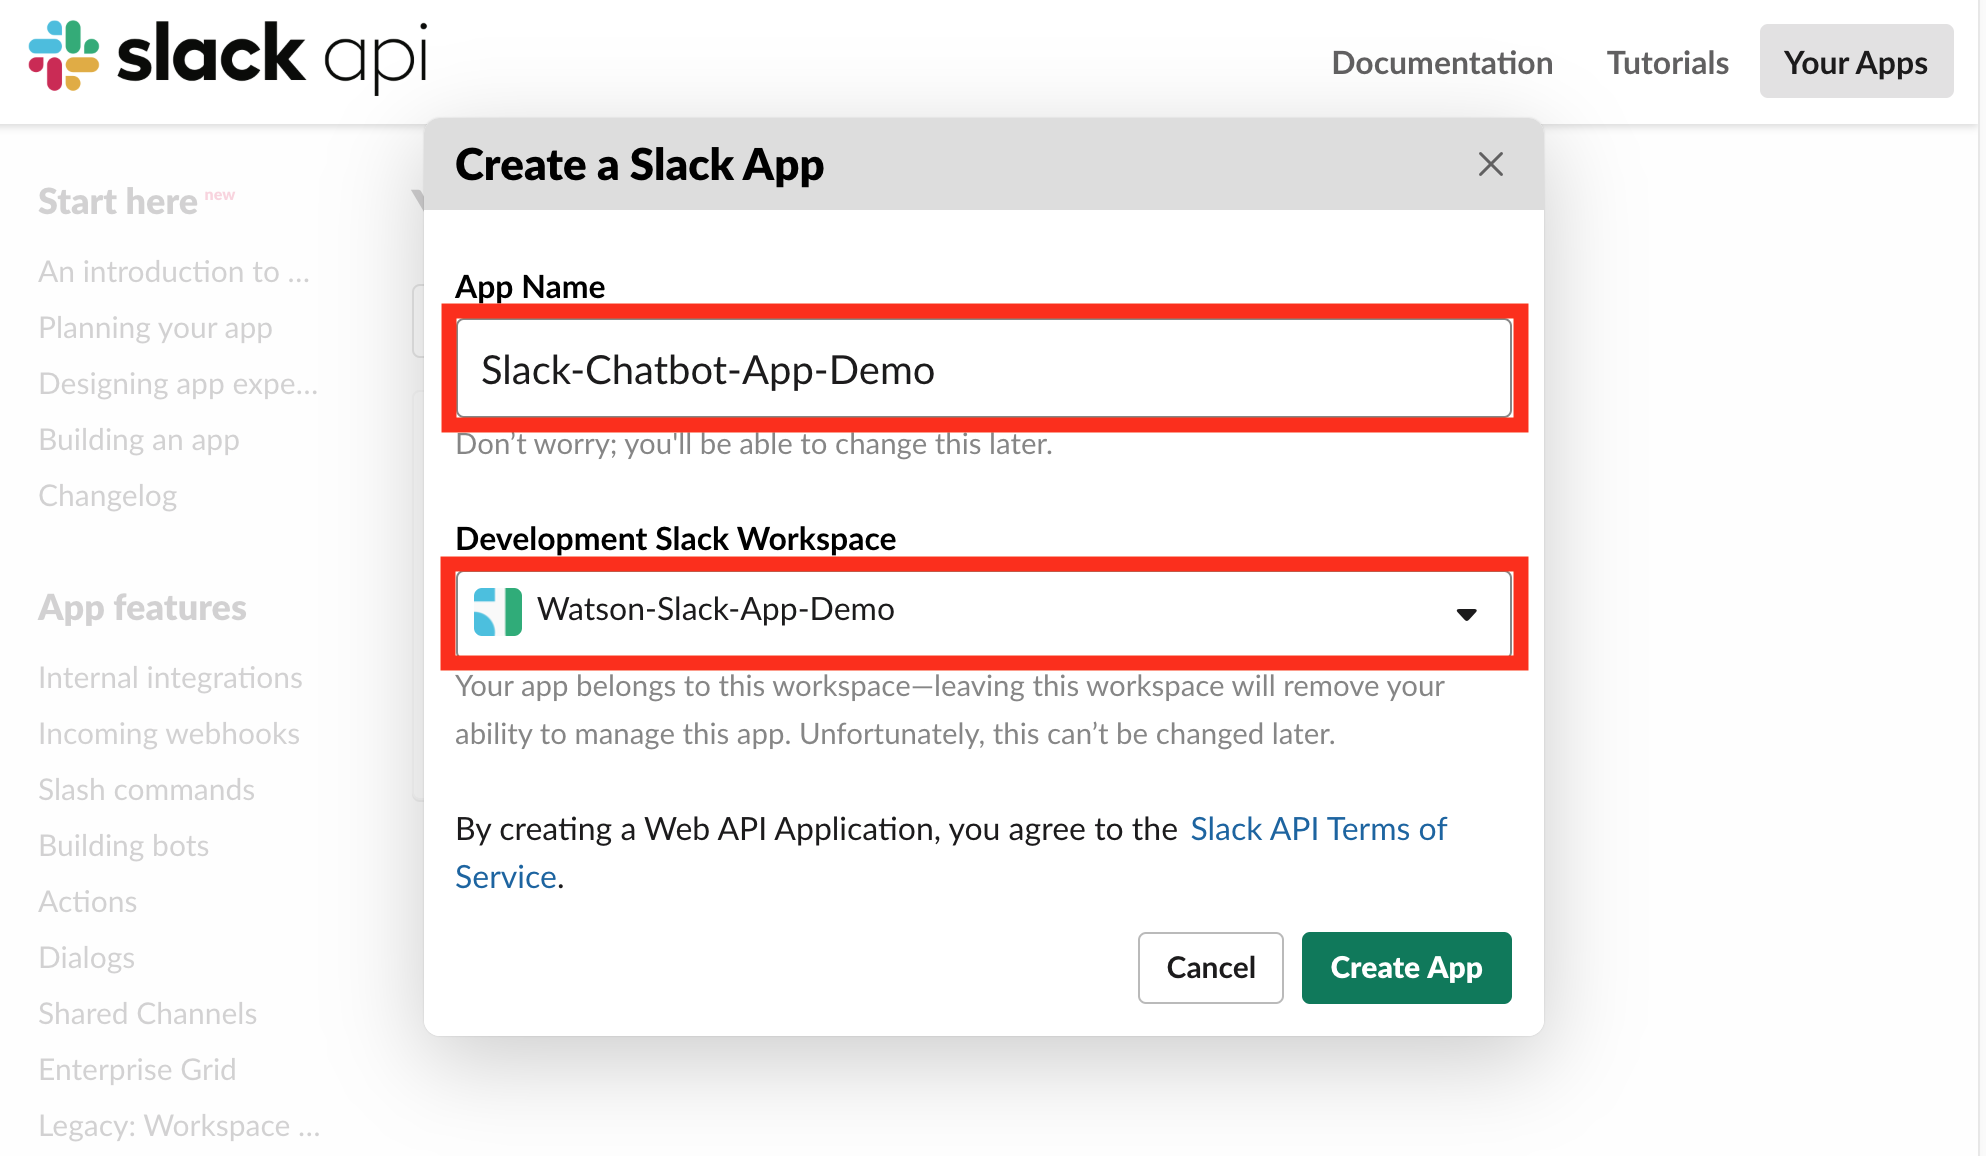 slack api
Documentation
Tutorials
Your Apps
Start here new
An introduction to ...
Planning your app
Designing app expe...
Building an app
Changelog
App features
Internal integrations
Incoming webhooks
Slash commands
Building bots
Actions
Dialogs
Shared Channels
Enterprise Grid
Legacy: Workspace ...
Create a Slack App
App Name
Slack-Chatbot-App-Demo
Don’t worry; you'll be able to change this later.
Development Slack Workspace
Watson-Slack-App-Demo
Your app belongs to this workspace—leaving this workspace will remove your
ability to manage this app. Unfortunately, this can’t be changed later.
By creating a Web API Application, you agree to the Slack API Terms of
Service.
Cancel
Create App